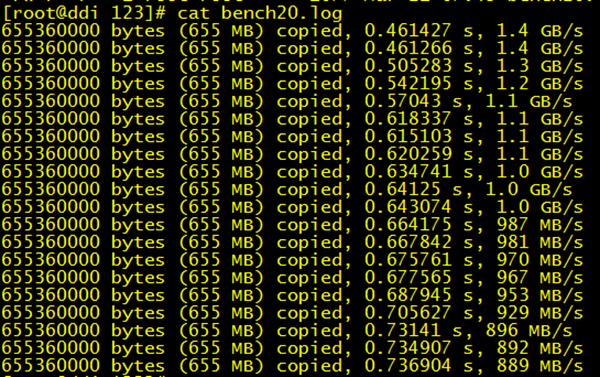 [root@ddi 123]# cat bench20.log
655360000 bytes (655 MB) copied, 0.461427 s, 1.4 GB/s
655360000 bytes (655 MB) copied, 0.461266 s, 1.4 GB/s
655360000 bytes (655 MB) copied, 0.505283 s, 1.3 GB/s
655360000 bytes (655 MB) copied, 0.542195 s, 1.2 GB/s
655360000 bytes (655 MB) copied, 0.57043 s, 1.1 GB/s
655360000 bytes (655 MB) copied, 0.618337 s, 1.1 GB/s
655360000 bytes (655 MB) copied, 0.615103 s, 1.1 GB/s
655360000 bytes (655 MB) copied, 0.620259 s, 1.1 GB/s
655360000 bytes (655 MB) copied, 0.634741 s, 1.0 GB/s
655360000 bytes (655 MB) copied, 0.64125 s, 1.0 GB/s
655360000 bytes (655 MB) copied, 0.643074 s, 1.0 GB/s
655360000 bytes (655 MB) copied, 0.664175 s, 987 MB/s
655360000 bytes (655 MB) copied, 0.667842 s, 981 MB/s
655360000 bytes (655 MB) copied, 0.675761 s, 970 MB/s
655360000 bytes (655 MB) copied, 0.677565 s, 967 MB/s
655360000 bytes (655 MB) copied, 0.687945 s, 953 MB/s
655360000 bytes (655 MB) copied, 0.705627 s, 929 MB/s
655360000 bytes (655 MB) copied, 0.73141 s, 896 MB/s
655360000 bytes (655 MB) copied, 0.734907 s, 892 MB/s
655360000 bytes (655 MB) copied, 0.736904 s, 889 MB/s